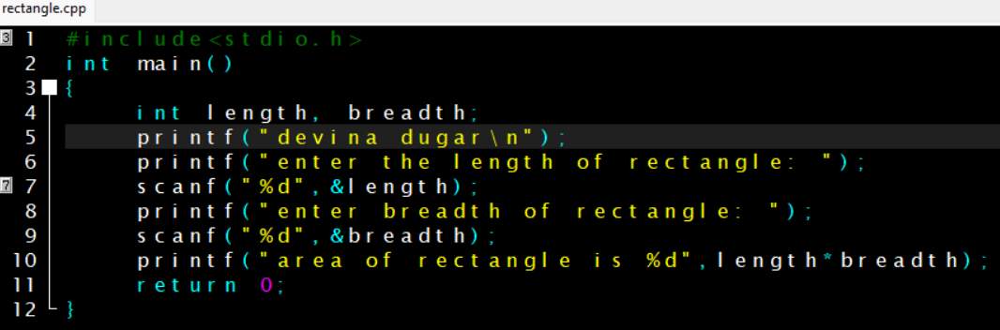 rectangle.cpp
3 1 #include<stdio.h>
2 int main()
3 {
4 int length, breadth;
5 printf("devina dugar\n");
6 printf("enter the length of rectangle: ");
7 7 scanf("%d",&length);
8 printf("enter breadth of rectangle: ");
9 scanf("%d",&breadth);
10 printf("area of rectangle is %d",length*breadth);
11 return 0;
12 }